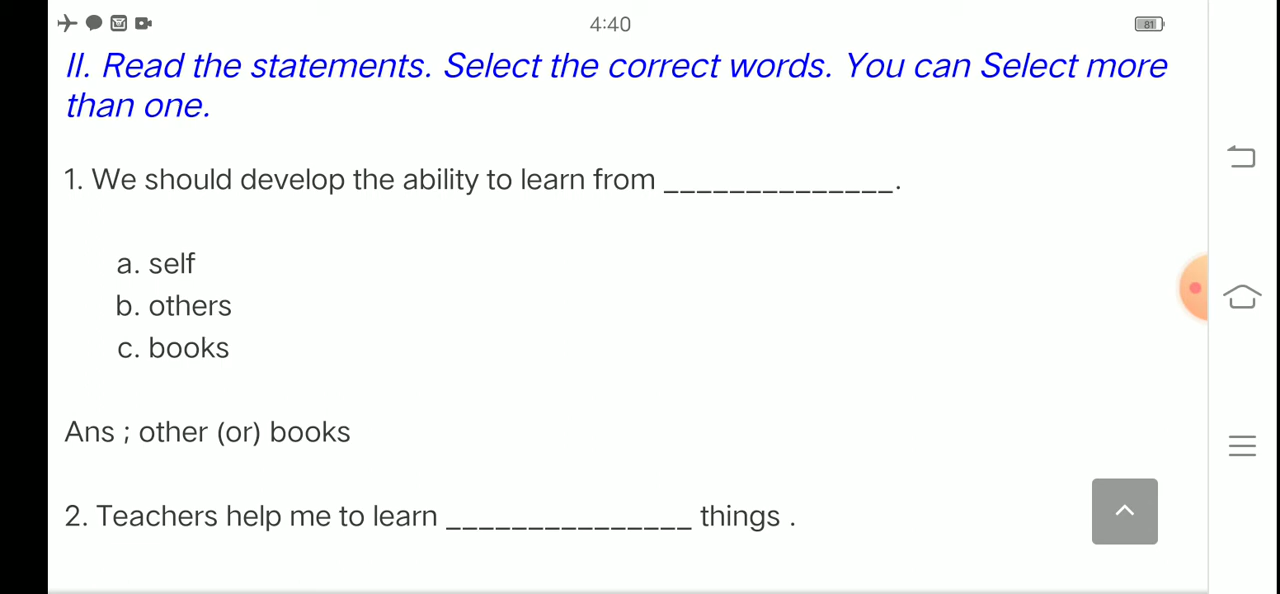 4:40
81
II. Read the statements. Select the correct words. You can Select more
than one.
1. We should develop the ability to learn from ______________.
a. self
b. others
c. books
Ans ; other (or) books
2. Teachers help me to learn _______________ things .